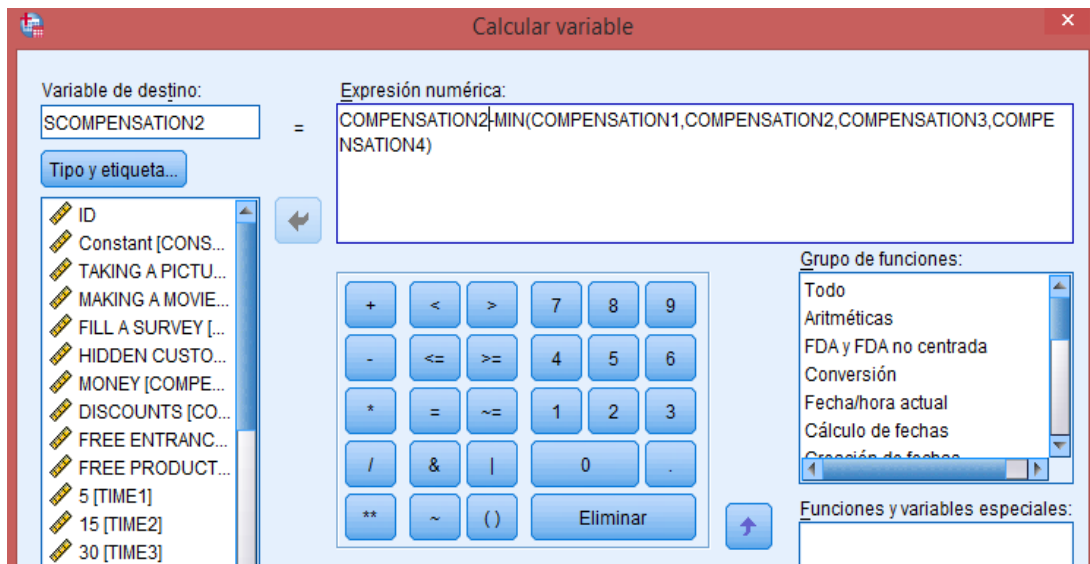 Calcular variable
Variable de destino:
SCOMPENSATION2
=
Tipo y etiqueta...
Expresión numérica:
COMPENSATION2-MIN(COMPENSATION1,COMPENSATION2,COMPENSATION3,COMPE
NSATION4)
ID
Constant [CONS...
TAKING A PICTU...
MAKING A MOVIE...
FILL A SURVEY [...
HIDDEN CUSTO...
MONEY [COMPE...
DISCOUNTS [CO...
FREE ENTRANC...
FREE PRODUCT...
5 [TIME1]
15 [TIME2]
30 [TIME3]
+ < > 7 8 9
- <= >= 4 5 6
* = ~= 1 2 3
/ & | 0 .
** ~ ( ) Eliminar
Grupo de funciones:
Todo
Aritméticas
FDA y FDA no centrada
Conversión
Fecha/hora actual
Cálculo de fechas
Creación de fechas
Funciones y variables especiales: